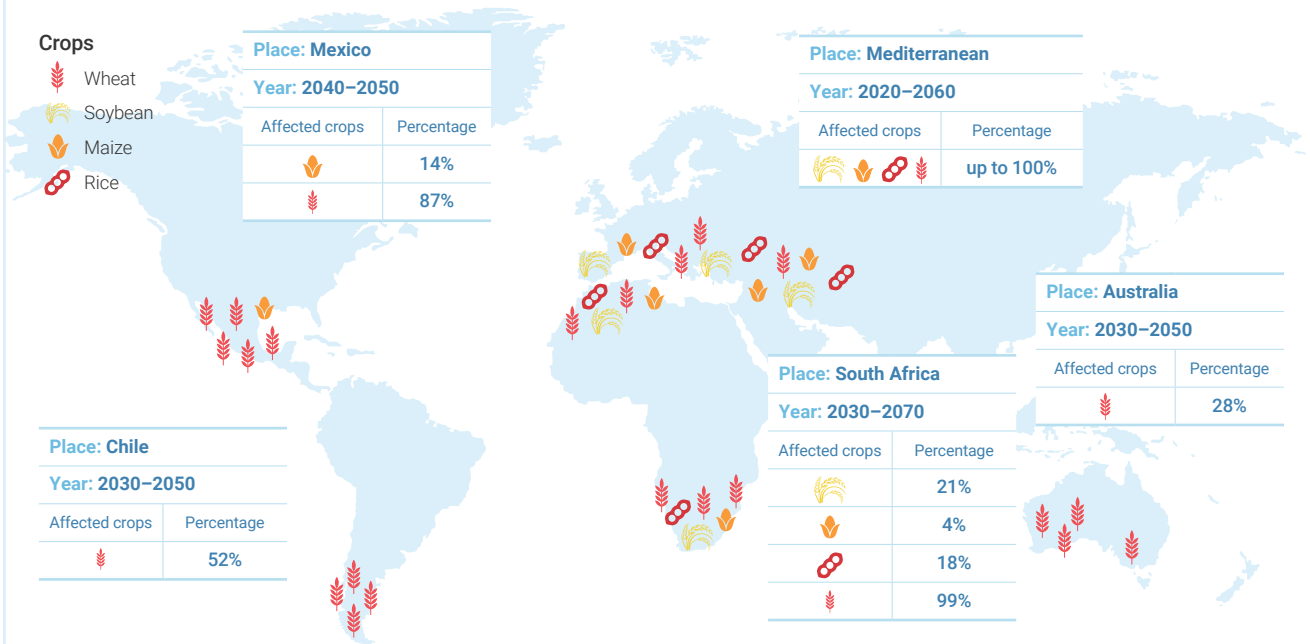 Crops
Wheat
Soybean
Maize
Rice
Place: Mexico
Year: 2040–2050
Affected crops Percentage
14%
87%
Place: Mediterranean
Year: 2020–2060
Affected crops Percentage
up to 100%
Place: Australia
Year: 2030–2050
Affected crops Percentage
28%
Place: South Africa
Year: 2030–2070
Affected crops Percentage
21%
4%
18%
99%
Place: Chile
Year: 2030–2050
Affected crops Percentage
52%